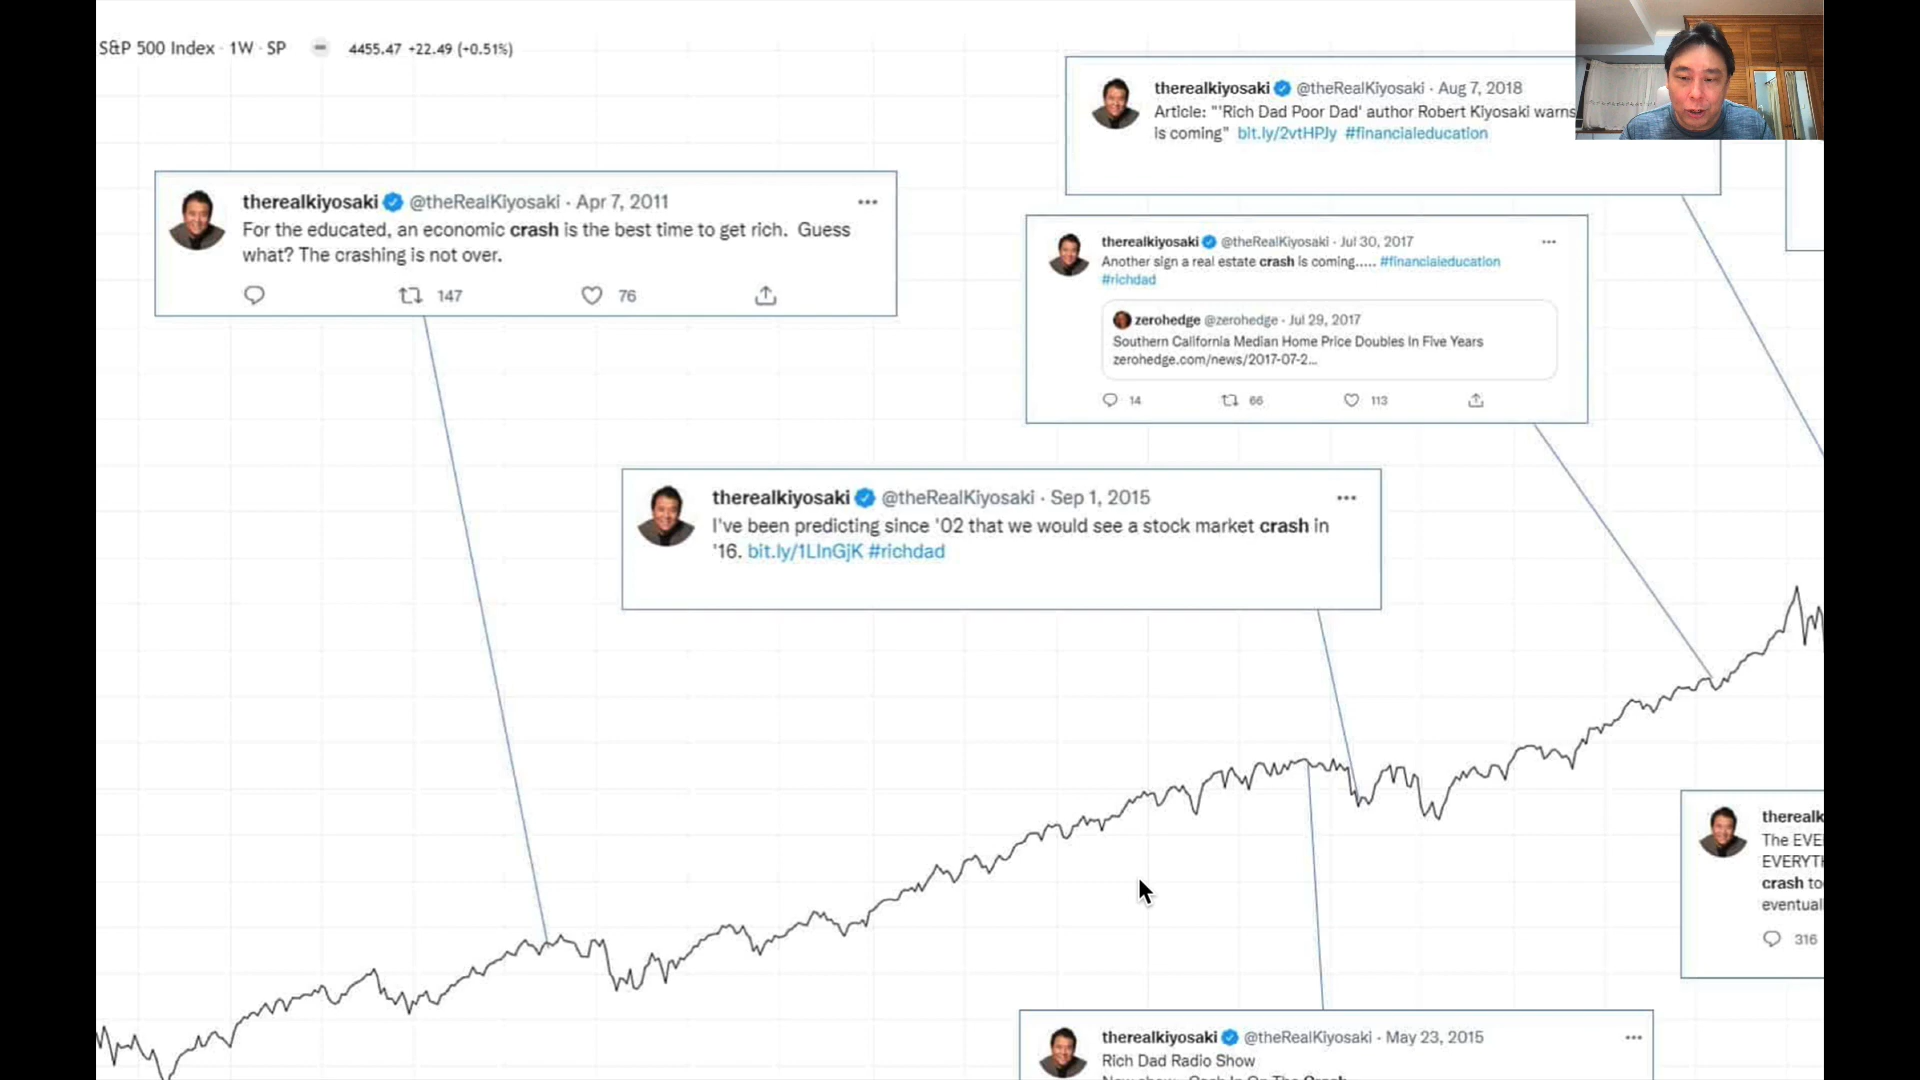 S&P 500 Index · 1W · SP 4455.47 +22.49 (+0.51%)
therealkiyosaki @theRealKiyosaki · Aug 7, 2018
Article: "'Rich Dad Poor Dad' author Robert Kiyosaki warns
is coming" bit.ly/2vtHPJy #financialeducation
therealkiyosaki @theRealKiyosaki · Apr 7, 2011
For the educated, an economic crash is the best time to get rich. Guess
what? The crashing is not over.
147 76
therealkiyosaki @theRealKiyosaki · Jul 30, 2017
Another sign a real estate crash is coming..... #financialeducation
#richdad
zerohedge @zerohedge · Jul 29, 2017
Southern California Median Home Price Doubles In Five Years
zerohedge.com/news/2017-07-2...
14 66 113
therealkiyosaki @theRealKiyosaki · Sep 1, 2015
I've been predicting since '02 that we would see a stock market crash in
'16. bit.ly/1LInGjK #richdad
therealk
The EVE
EVERYT
crash to
eventual
316
therealkiyosaki @theRealKiyosaki · May 23, 2015
Rich Dad Radio Show